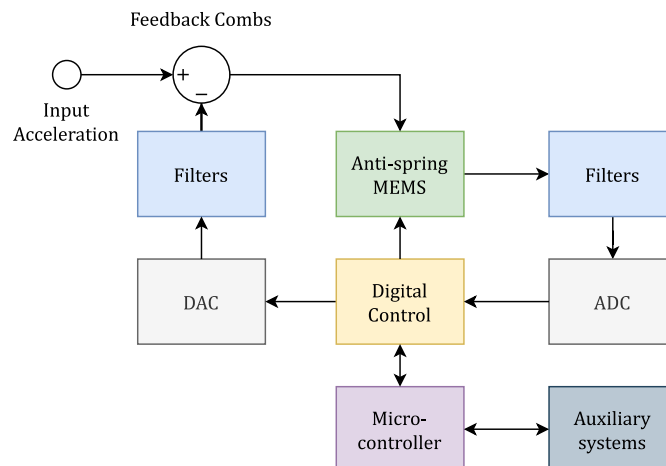 Feedback Combs
+
−
Input
Acceleration
Filters
Anti-spring
MEMS
Filters
DAC
Digital
Control
ADC
Micro-
controller
Auxiliary
systems